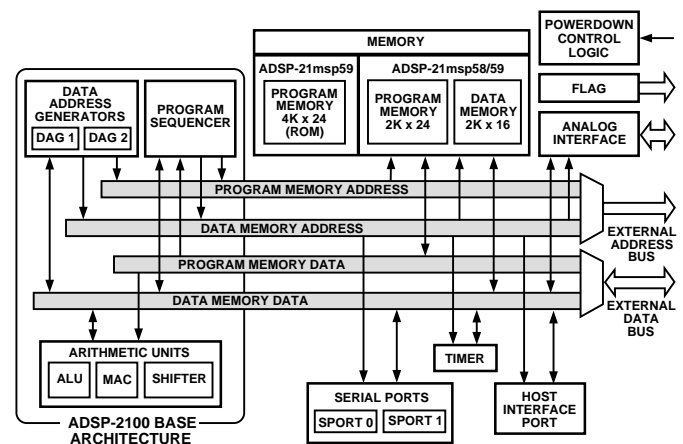 MEMORY
POWERDOWN
CONTROL
LOGIC
ADSP-21msp59
ADSP-21msp58/59
DATA
ADDRESS
GENERATORS
DAG 1
DAG 2
PROGRAM
SEQUENCER
PROGRAM
MEMORY
4K x 24
(ROM)
PROGRAM
MEMORY
2K x 24
DATA
MEMORY
2K x 16
FLAG
ANALOG
INTERFACE
PROGRAM MEMORY ADDRESS
DATA MEMORY ADDRESS
PROGRAM MEMORY DATA
DATA MEMORY DATA
EXTERNAL
ADDRESS
BUS
EXTERNAL
DATA
BUS
ARITHMETIC UNITS
ALU
MAC
SHIFTER
TIMER
SERIAL PORTS
SPORT 0
SPORT 1
HOST
INTERFACE
PORT
ADSP-2100 BASE
ARCHITECTURE